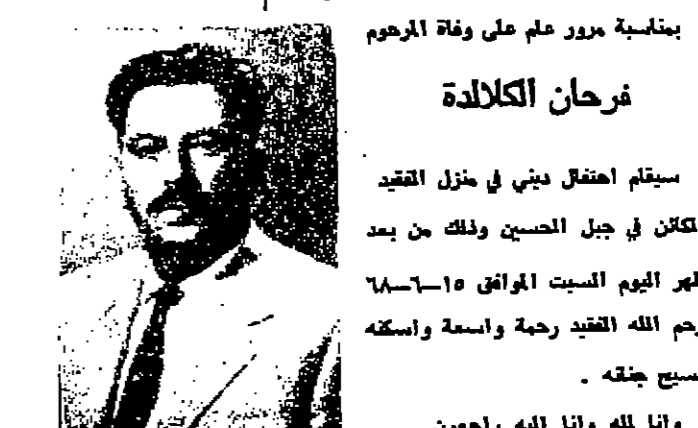 بمناسبة مرور عام على وفاة المرحوم
فرحان الكلالدة
سيقام احتفال ديني في منزل الفقيد
لكائن في جبل الحسين وذلك من بعد
ظهر اليوم السبت الموافق ١٥-٦-٦٨
رحم الله الفقيد رحمة واسعة واسكنه
فسيح جنته .
وانا لله وانا اليه راجعون